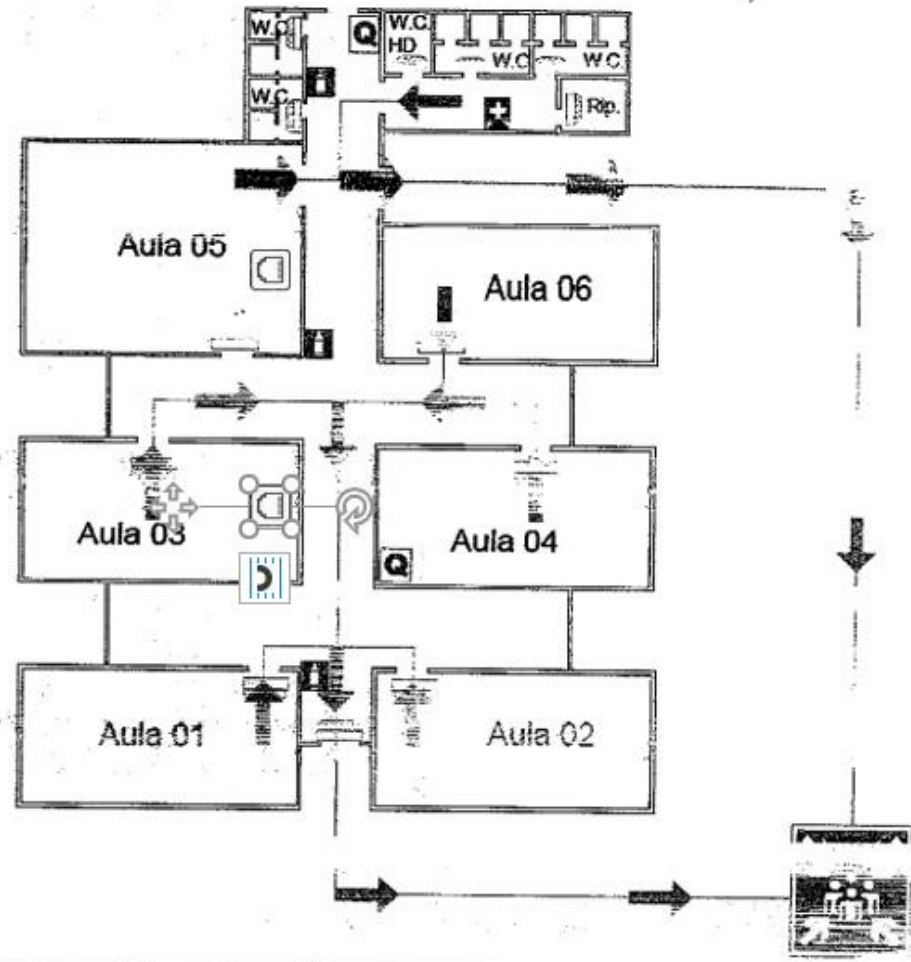 W.C.
Q
W.C.
HD
W.C.
W.C.
W.C.
Rip.
Aula 05
Aula 06
Aula 03
Aula 04
Q
Aula 01
Aula 02